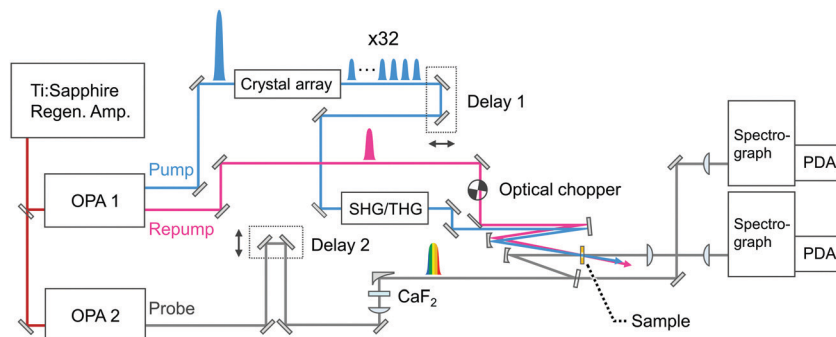 x32
Ti:Sapphire
Regen. Amp.
Crystal array
Delay 1
Spectro-
graph
PDA
Pump
OPA 1
Repump
Optical chopper
SHG/THG
Delay 2
Spectro-
graph
PDA
OPA 2
Probe
CaF2
Sample